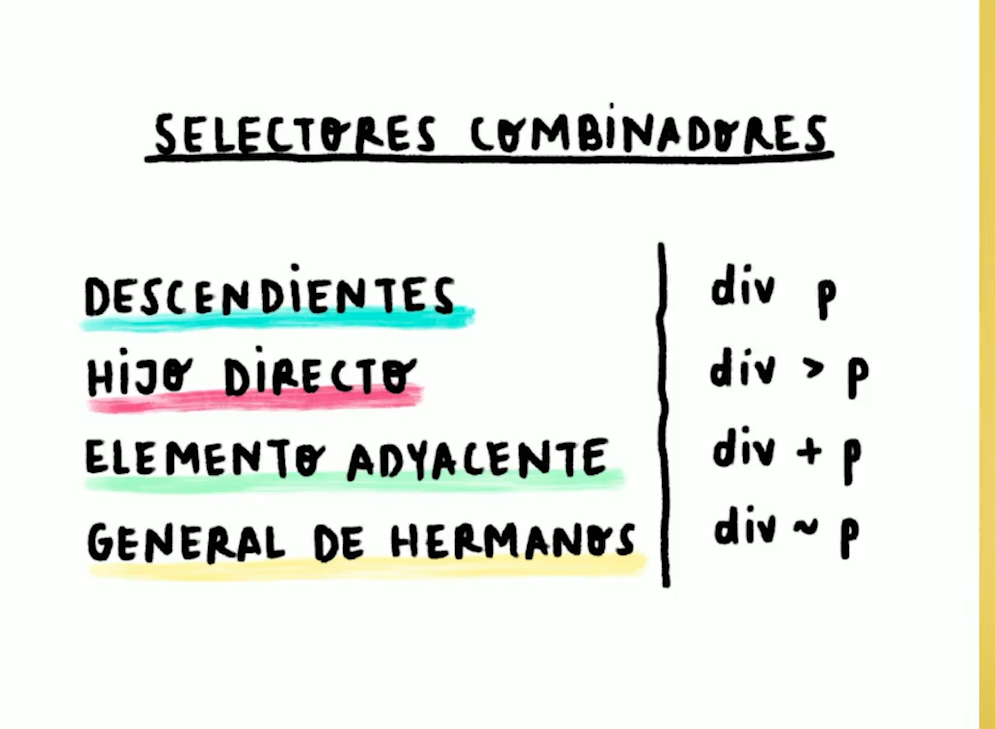 SELECTORES COMBINADORES
DESCENDIENTES div p
HIJO DIRECTO div > p
ELEMENTO ADYACENTE div + p
GENERAL DE HERMANOS div ~ p